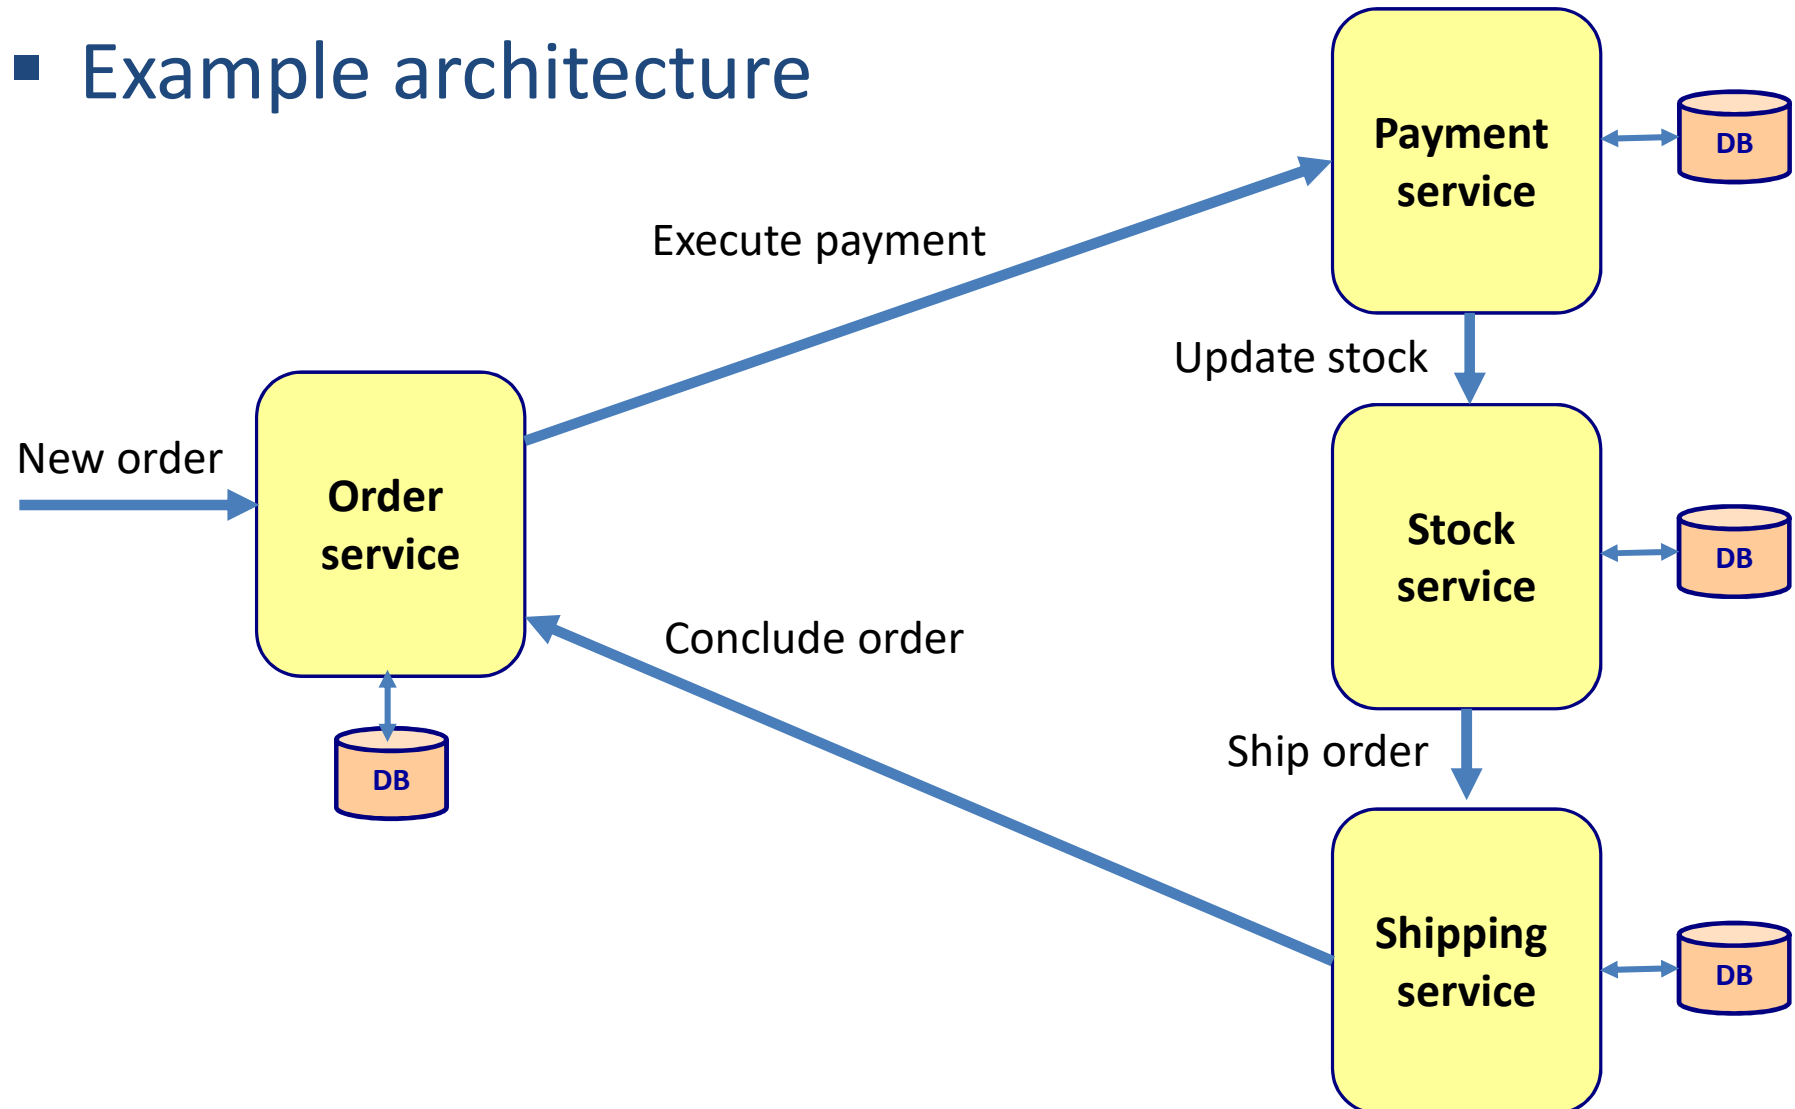 ▪ Example architecture
Payment
service
DB
Execute payment
Update stock
New order
Order
service
Stock
service
DB
Conclude order
DB
Ship order
Shipping
service
DB